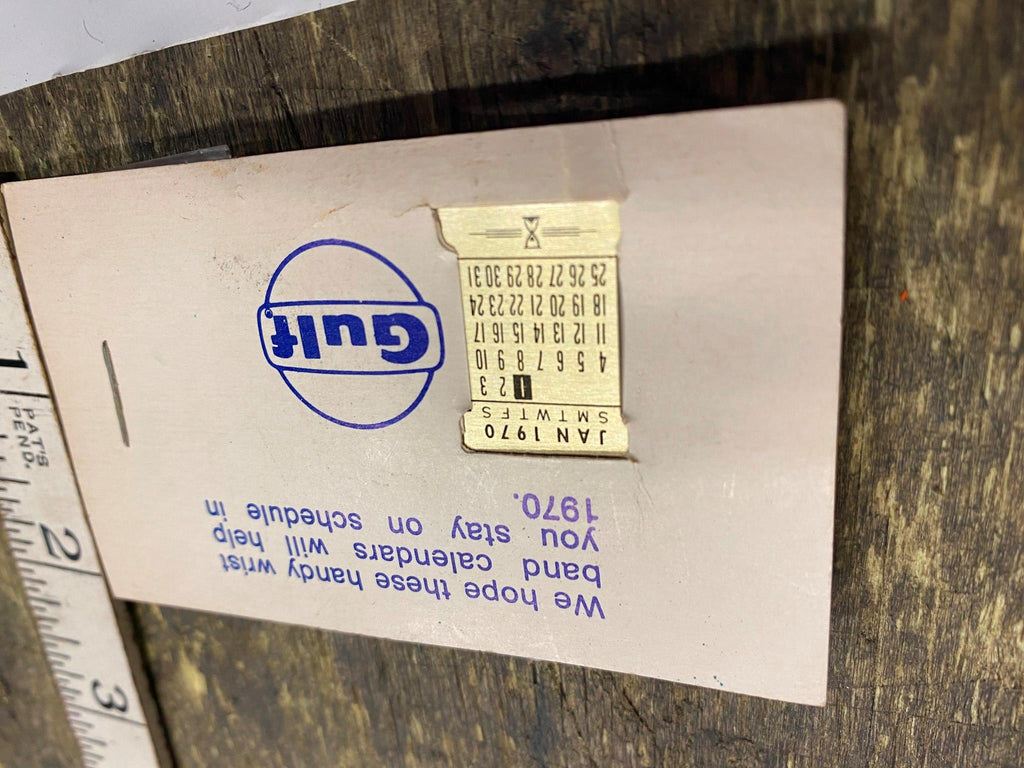 We hope these handy wrist
band calendars will help
you stay on schedule in
1970.
JAN 1970
S M T W T F S
1 2 3
4 5 6 7 8 9 10
11 12 13 14 15 16 17
18 19 20 21 22 23 24
25 26 27 28 29 30 31
Gulf
1
PAT'S
PEND.
2
3